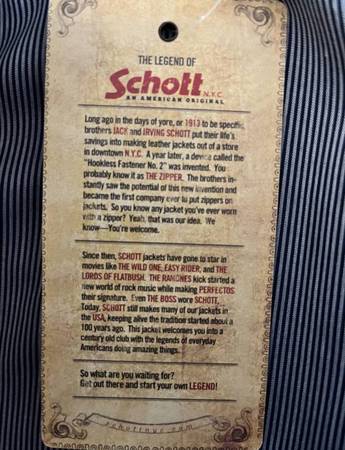 THE LEGEND OF
Schott N.Y.C.
AN AMERICAN ORIGINAL
Long ago in the days of yore, or 1913 to be specific,
brothers JACK and IRVING SCHOTT put their life's
savings into making leather jackets out of a store
in downtown N.Y.C. A year later, a device called the
"Hookless Fastener No. 2" was invented. You
probably know it as THE ZIPPER. The brothers in-
stantly saw the potential of this new invention and
became the first company ever to put zippers on
jackets. So you know any jacket you've ever worn
with a zipper? Yeah, that was our idea. We
know—You're welcome.
Since then, SCHOTT jackets have gone to star in
movies like THE WILD ONE, EASY RIDER, and THE
LORDS OF FLATBUSH. THE RAMONES kick started a
new world of rock music while making PERFECTOS
their signature. Even THE BOSS wore SCHOTT.
Today, SCHOTT still makes many of our jackets in
the USA, keeping alive the tradition started about a
100 years ago. This jacket welcomes you into a
century old club with the legends of everyday
Americans doing amazing things.
So what are you waiting for?
Get out there and start your own LEGEND!
schottnyc.com